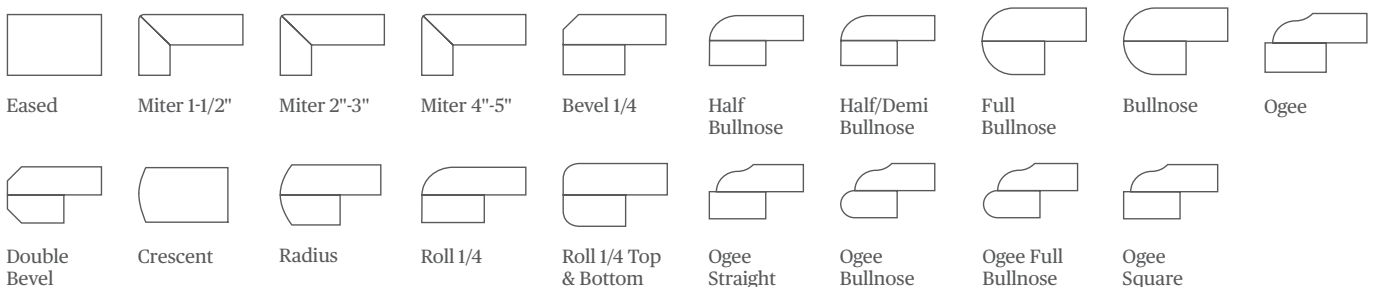 Eased
Miter 1-1/2"
Miter 2"-3"
Miter 4"-5"
Bevel 1/4
Half
Bullnose
Half/Demi
Bullnose
Full
Bullnose
Bullnose
Ogee
Double
Bevel
Crescent
Radius
Roll 1/4
Roll 1/4 Top
& Bottom
Ogee
Straight
Ogee
Bullnose
Ogee Full
Bullnose
Ogee
Square